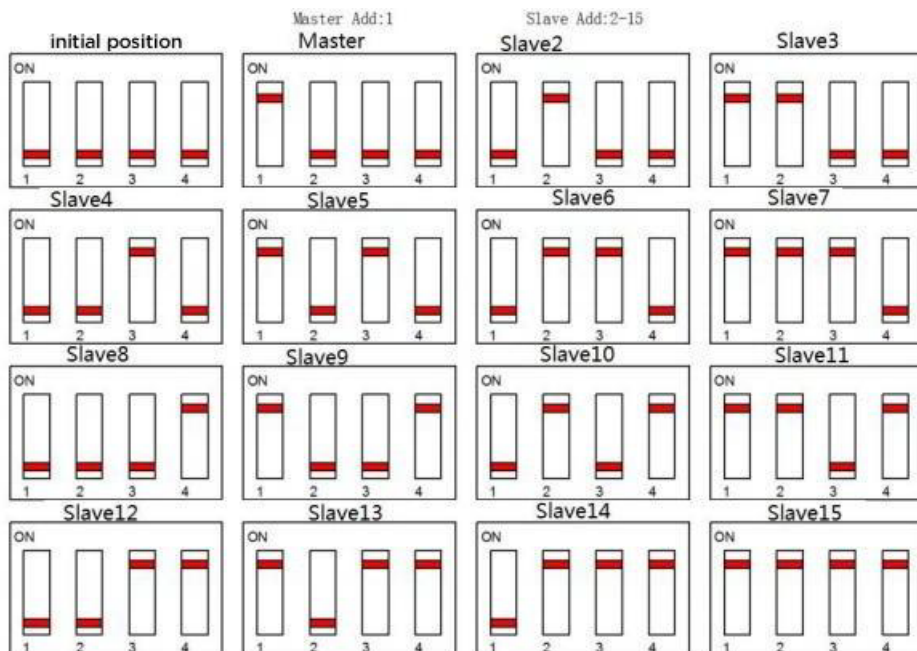 Master Add:1 Slave Add:2-15
initial position Master Slave2 Slave3
ON ON ON ON
1 2 3 4 1 2 3 4 1 2 3 4 1 2 3 4
Slave4 Slave5 Slave6 Slave7
ON ON ON ON
1 2 3 4 1 2 3 4 1 2 3 4 1 2 3 4
Slave8 Slave9 Slave10 Slave11
ON ON ON ON
1 2 3 4 1 2 3 4 1 2 3 4 1 2 3 4
Slave12 Slave13 Slave14 Slave15
ON ON ON ON
1 2 3 4 1 2 3 4 1 2 3 4 1 2 3 4